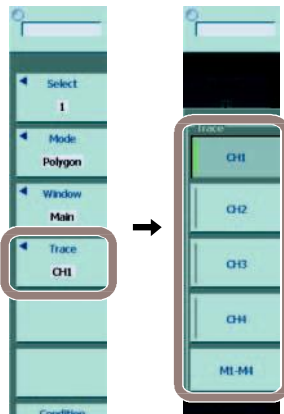 Select
1
Mode
Polygon
Window
Main
Trace
CH1
Condition
Trace
CH1
CH2
CH3
CH4
M1-M4